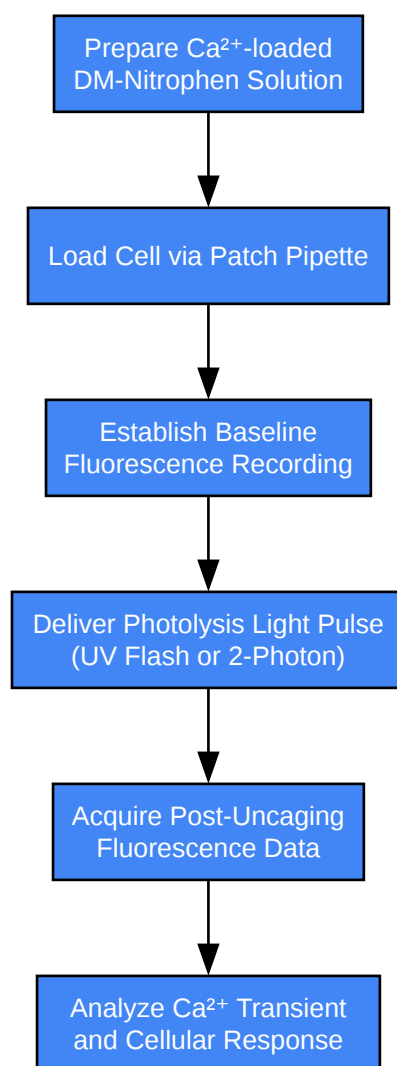 Prepare Ca²⁺-loaded
DM-Nitrophen Solution
Load Cell via Patch Pipette
Establish Baseline
Fluorescence Recording
Deliver Photolysis Light Pulse
(UV Flash or 2-Photon)
Acquire Post-Uncaging
Fluorescence Data
Analyze Ca²⁺ Transient
and Cellular Response